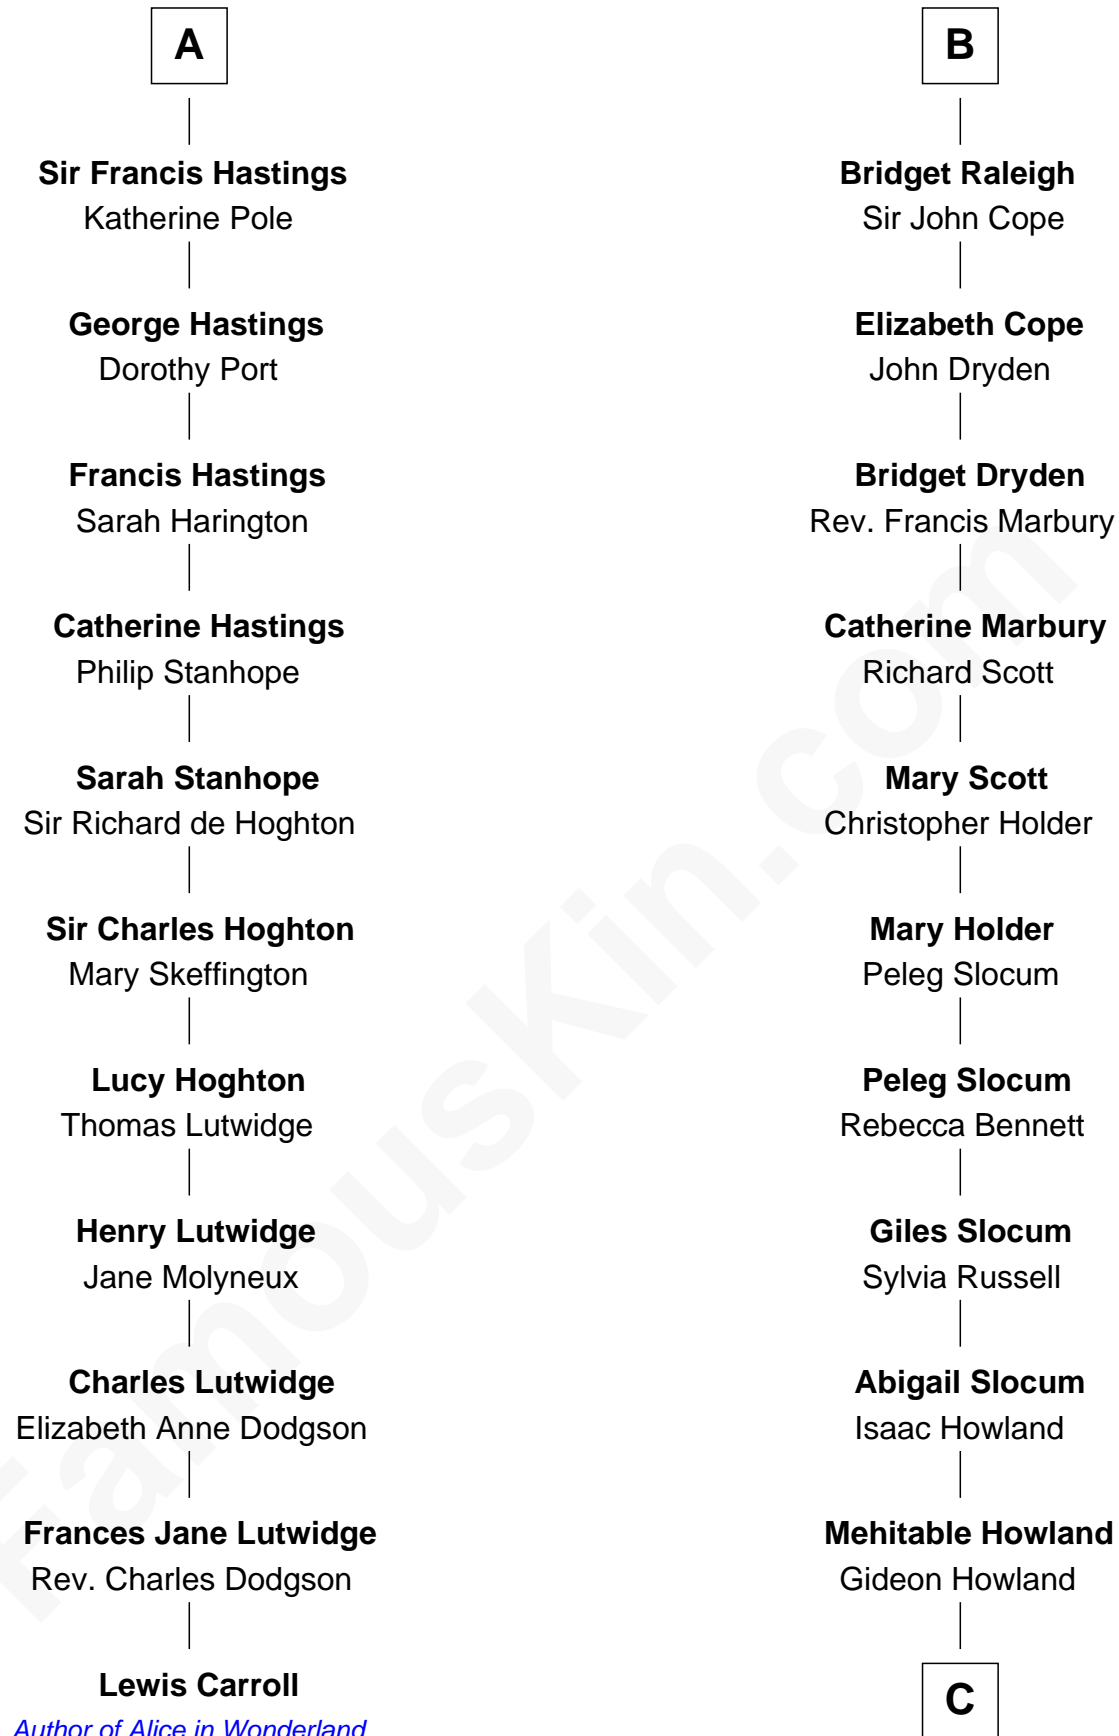 A
Sir Francis Hastings
Katherine Pole
George Hastings
Dorothy Port
Francis Hastings
Sarah Harington
Catherine Hastings
Philip Stanhope
Sarah Stanhope
Sir Richard de Hoghton
Sir Charles Hoghton
Mary Skeffington
Lucy Hoghton
Thomas Lutwidge
Henry Lutwidge
Jane Molyneux
Charles Lutwidge
Elizabeth Anne Dodgson
Frances Jane Lutwidge
Rev. Charles Dodgson
Lewis Carroll
Author of Alice in Wonderland
B
Bridget Raleigh
Sir John Cope
Elizabeth Cope
John Dryden
Bridget Dryden
Rev. Francis Marbury
Catherine Marbury
Richard Scott
Mary Scott
Christopher Holder
Mary Holder
Peleg Slocum
Peleg Slocum
Rebecca Bennett
Giles Slocum
Sylvia Russell
Abigail Slocum
Isaac Howland
Mehitable Howland
Gideon Howland
C
FamousKin.com